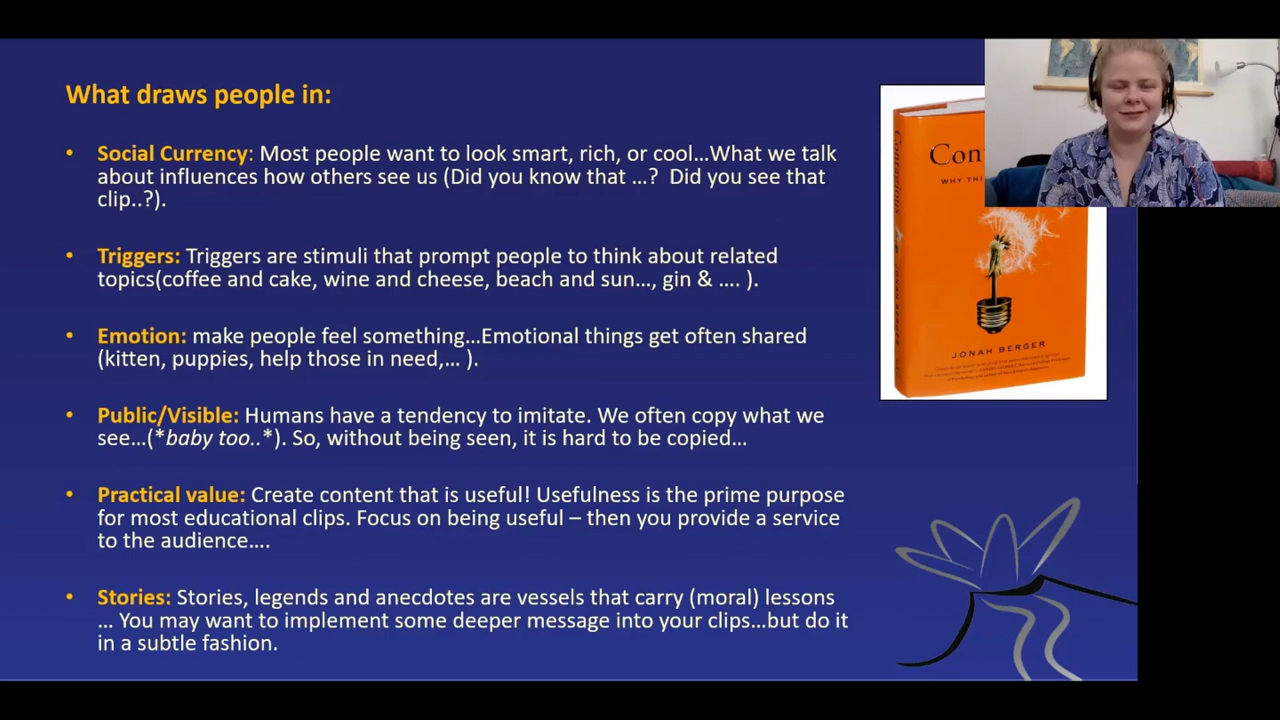 What draws people in:
• Social Currency: Most people want to look smart, rich, or cool...What we talk
about influences how others see us (Did you know that ...?  Did you see that
clip..?).
• Triggers: Triggers are stimuli that prompt people to think about related
topics(coffee and cake, wine and cheese, beach and sun..., gin & .... ).
• Emotion: make people feel something...Emotional things get often shared
(kitten, puppies, help those in need,... ).
• Public/Visible: Humans have a tendency to imitate. We often copy what we
see...(*baby too..*). So, without being seen, it is hard to be copied...
• Practical value: Create content that is useful! Usefulness is the prime purpose
for most educational clips. Focus on being useful – then you provide a service
to the audience....
• Stories: Stories, legends and anecdotes are vessels that carry (moral) lessons
... You may want to implement some deeper message into your clips...but do it
in a subtle fashion.
Con
WHY THI
JONAH BERGER